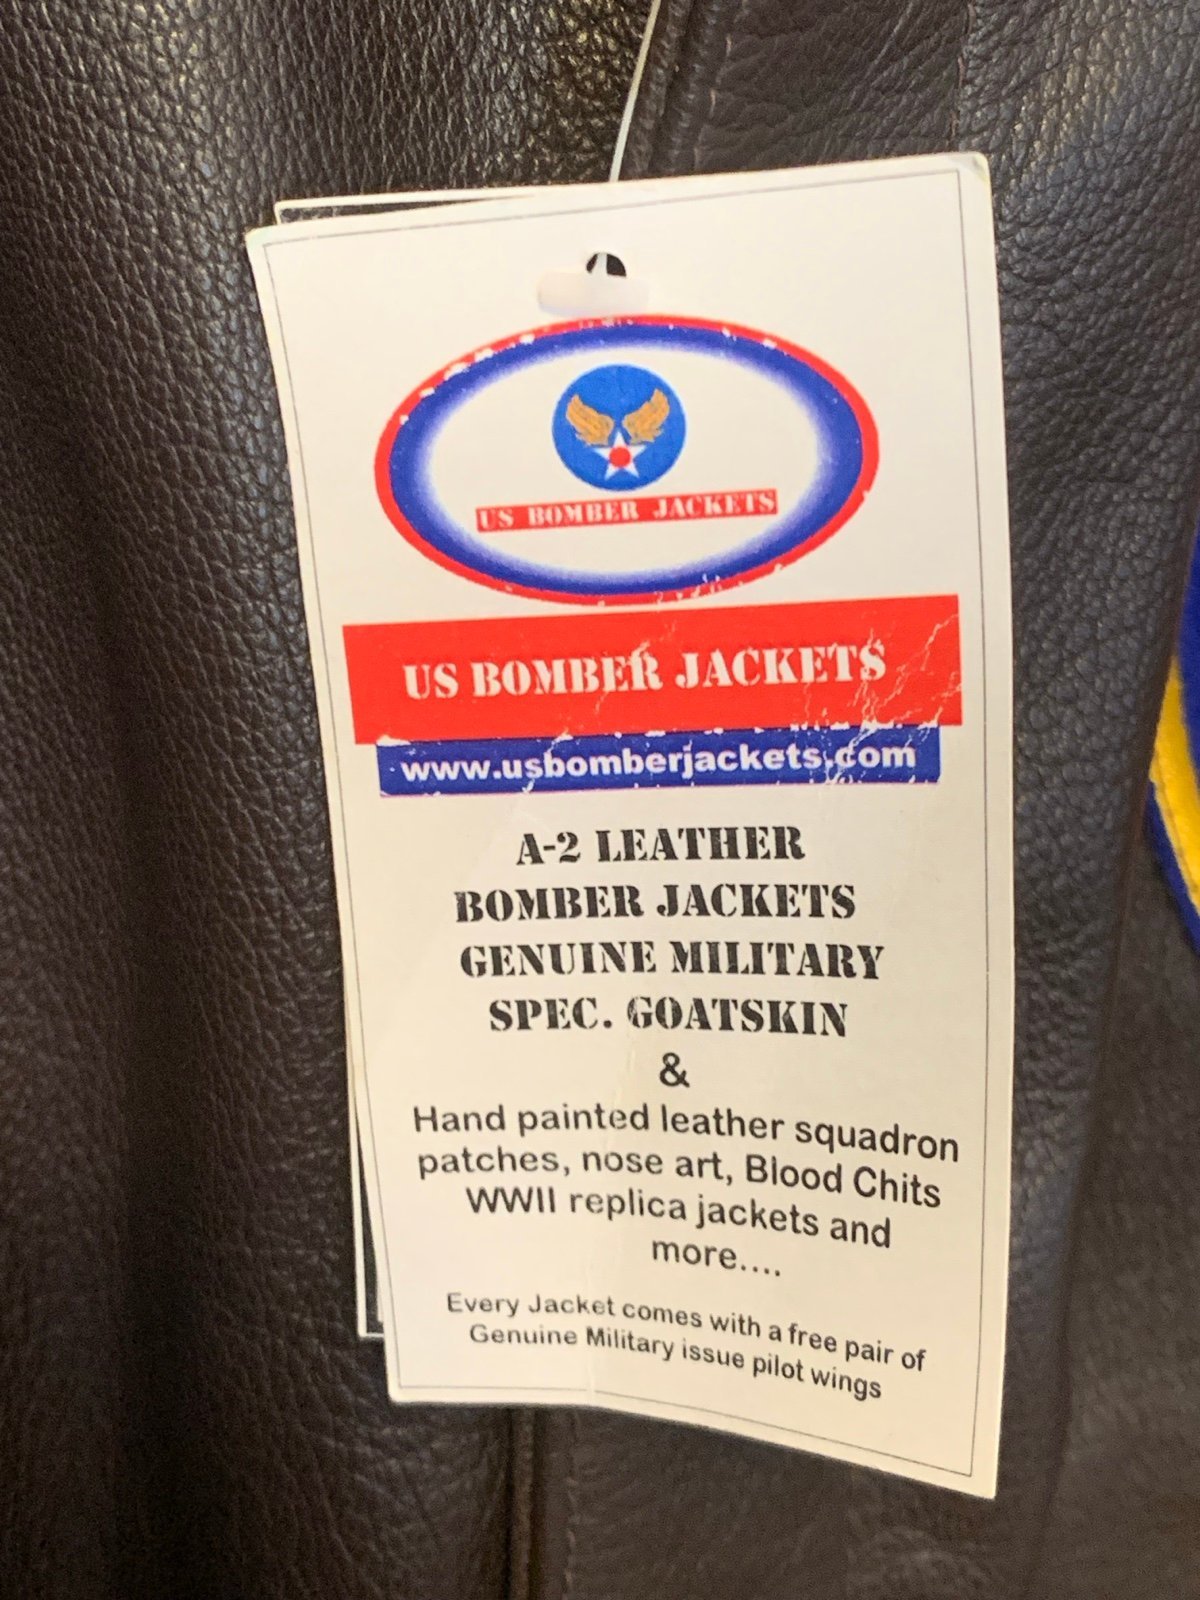 US BOMBER JACKETS
US BOMBER JACKETS
www.usbomberjackets.com
A-2 LEATHER
BOMBER JACKETS
GENUINE MILITARY
SPEC. GOATSKIN
&
Hand painted leather squadron
patches, nose art, Blood Chits
WWII replica jackets and
more....
Every Jacket comes with a free pair of
Genuine Military issue pilot wings